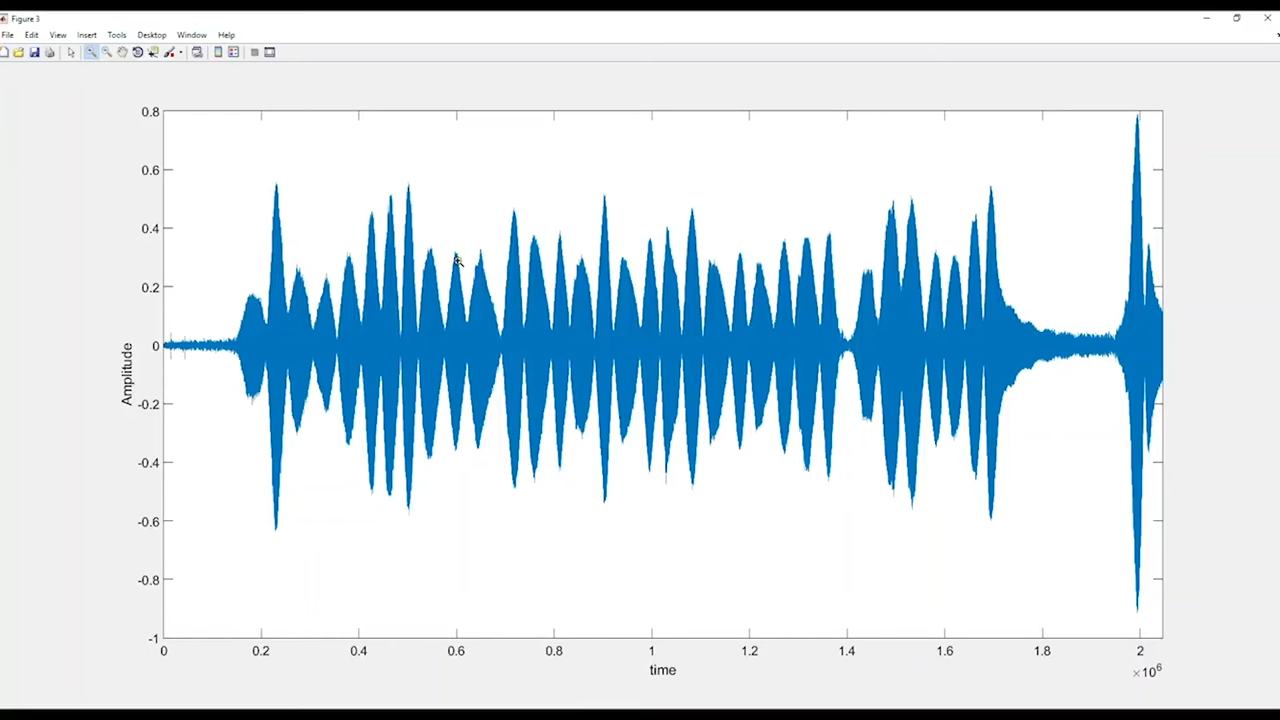 Figure 3
File Edit View Insert Tools Desktop Window Help
0.8
0.6
0.4
0.2
0
-0.2
-0.4
-0.6
-0.8
-1
Amplitude
0 0.2 0.4 0.6 0.8 1 1.2 1.4 1.6 1.8 2
time
×10⁶